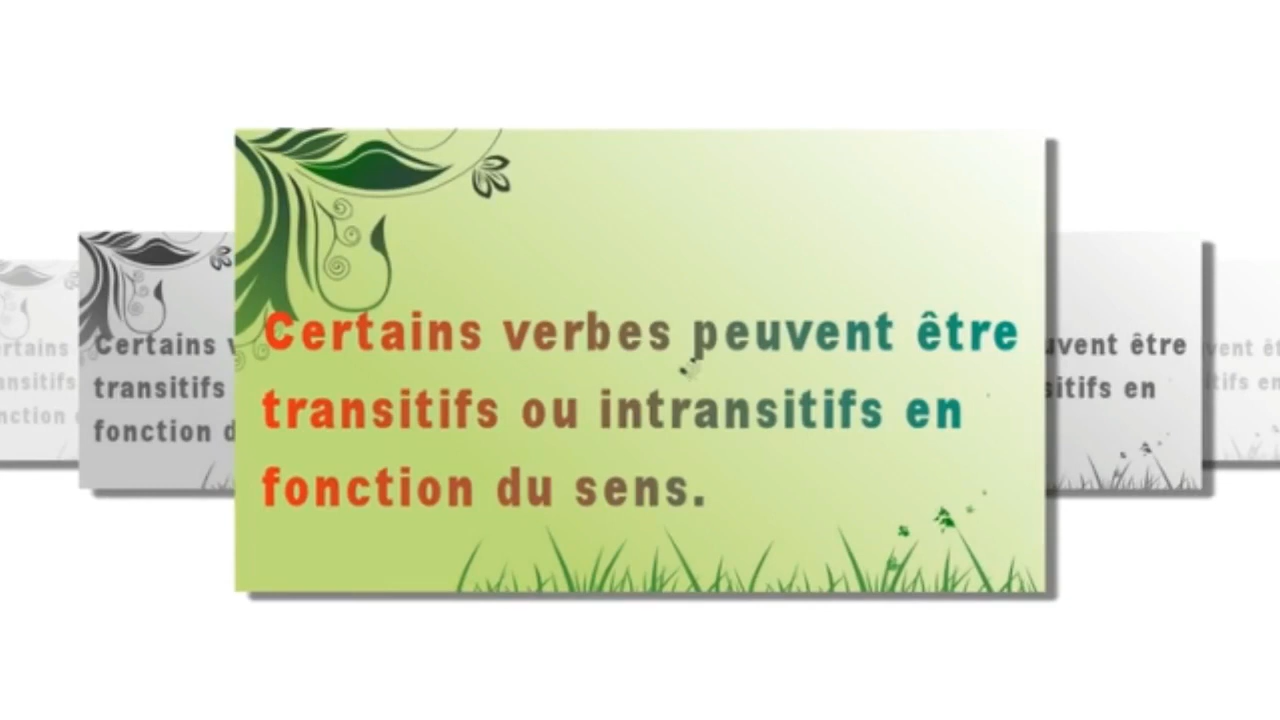 Certains verbes peuvent être
transitifs ou intransitifs en
fonction du sens.